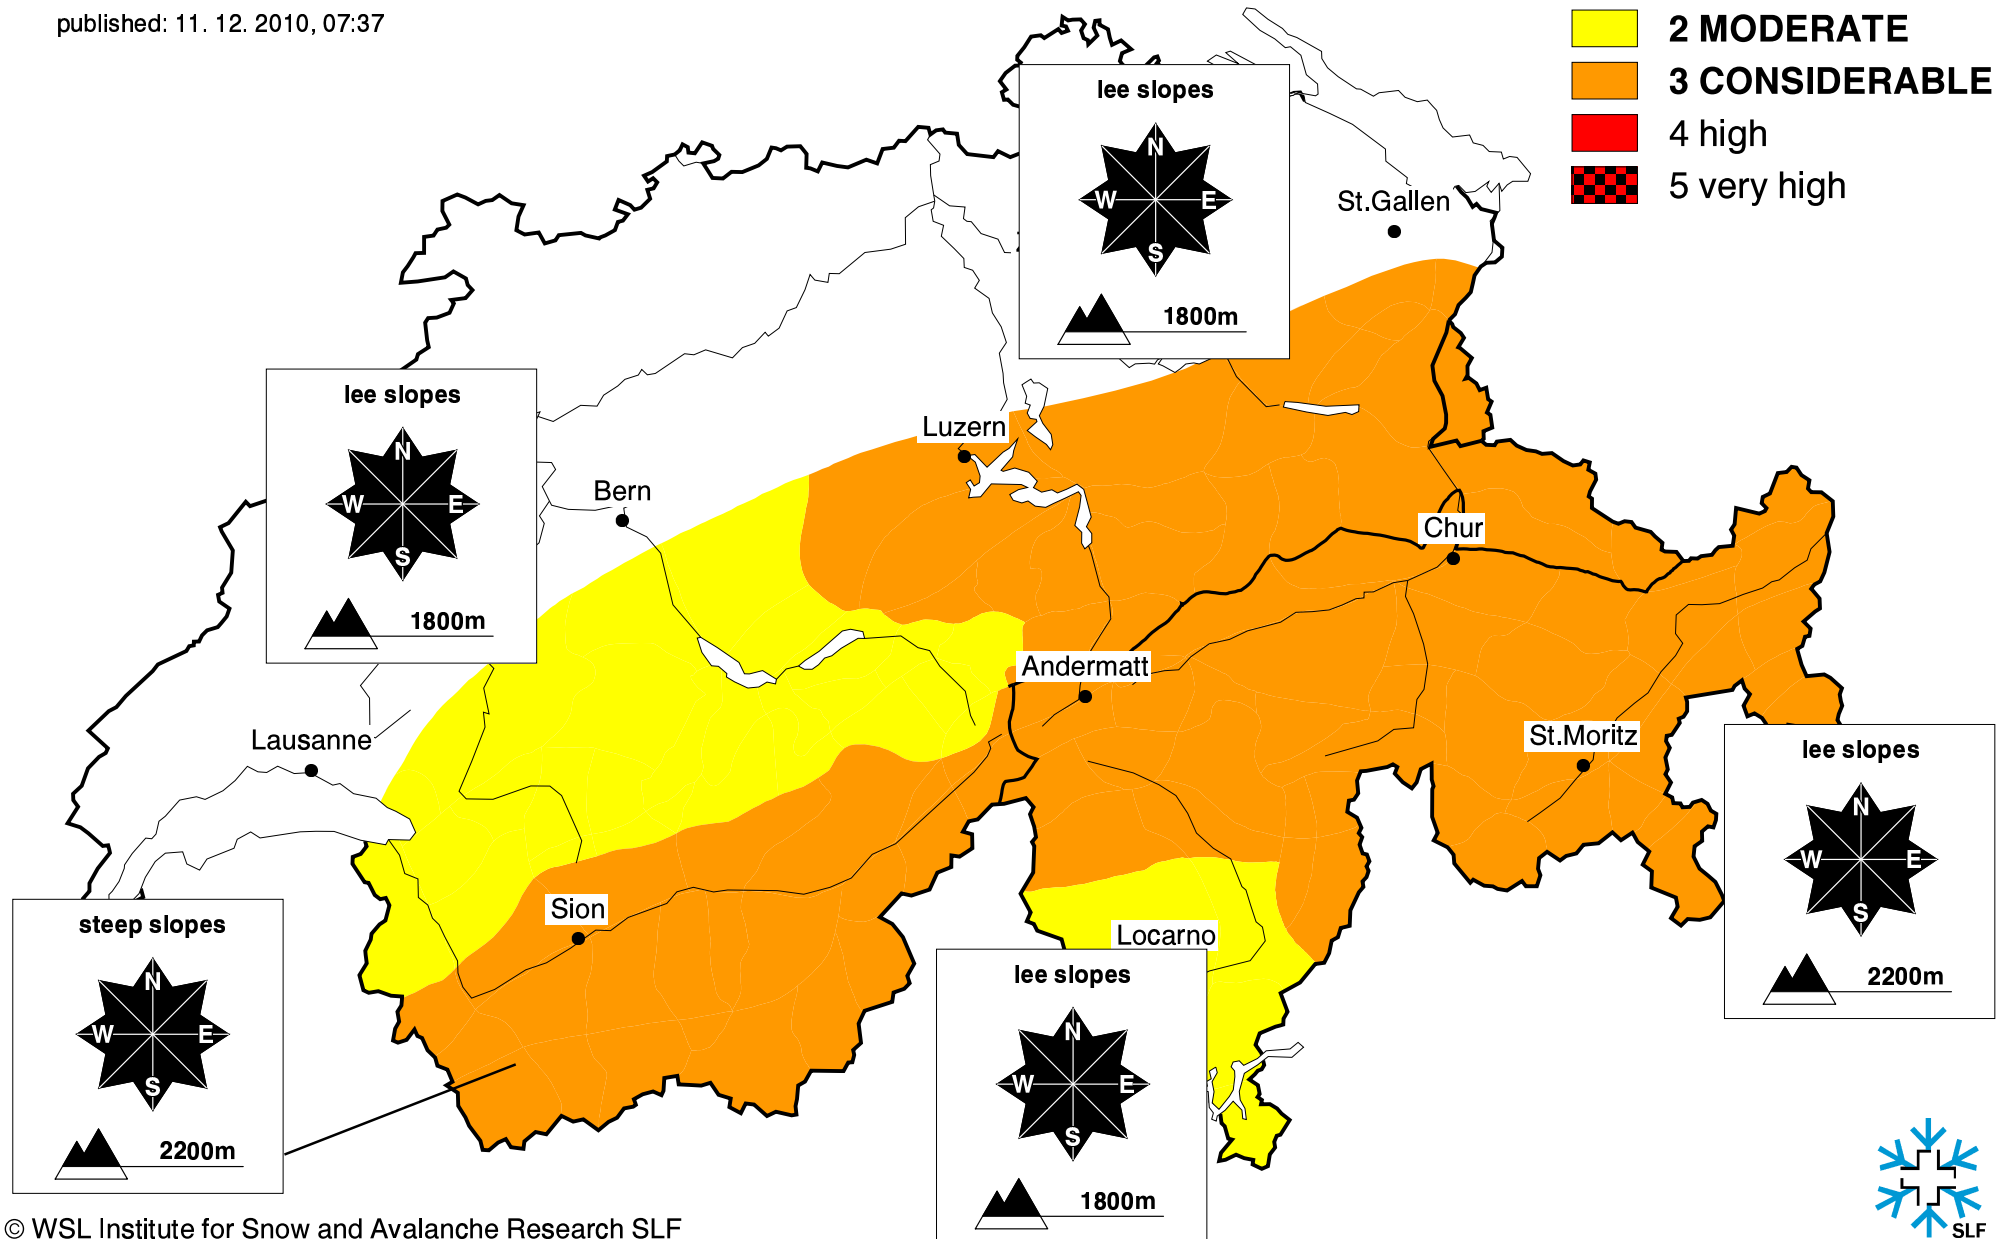 published: 11. 12. 2010, 07:37
2 MODERATE
3 CONSIDERABLE
4 high
5 very high
lee slopes
N
W E
S
1800m
St.Gallen
lee slopes
N
W E
S
1800m
Luzern
Bern
Chur
Andermatt
Lausanne
St.Moritz
lee slopes
N
W E
S
2200m
Sion
steep slopes
N
W E
S
2200m
Locarno
lee slopes
N
W E
S
1800m
© WSL Institute for Snow and Avalanche Research SLF
SLF